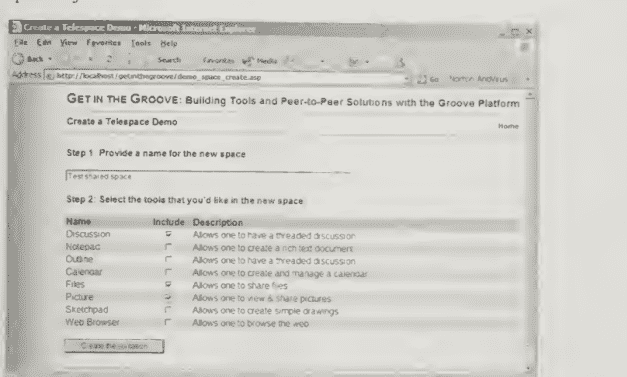 Create a Telespace Demo - Microsoft Internet Explorer
File Edit View Favorites Tools Help
Back Search Favorites Media
Address http://localhost/getinthegroove/demo_space_create.asp Go Norton AntiVirus
GET IN THE GROOVE: Building Tools and Peer-to-Peer Solutions with the Groove Platform
Create a Telespace Demo
Home
Step 1 Provide a name for the new space
Test shared space
Step 2: Select the tools that you'd like in the new space
Name Include Description
Discussion Allows one to have a threaded discussion
Notepad Allows one to create a rich text document
Outline Allows one to have a threaded discussion
Calendar Allows one to create and manage a calendar
Files Allows one to share files
Picture Allows one to view & share pictures
Sketchpad Allows one to create simple drawings
Web Browser Allows one to browse the web
Create the invitation